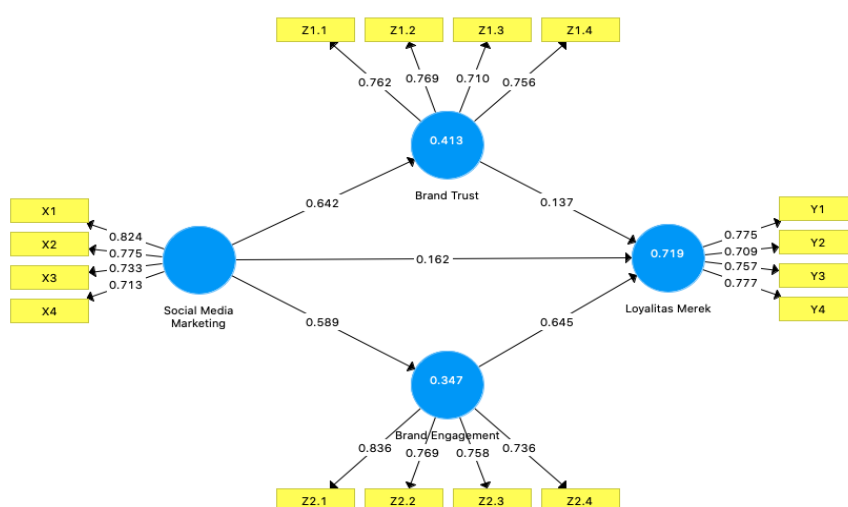 Z1.1
Z1.2
Z1.3
Z1.4
0.762
0.769
0.710
0.756
0.413
Brand Trust
0.642
0.137
X1
X2
X3
X4
0.824
0.775
0.733
0.713
Social Media
Marketing
0.162
0.719
Loyalitas Merek
0.775
0.709
0.757
0.777
Y1
Y2
Y3
Y4
0.589
0.645
0.347
Brand Engagement
0.836
0.769
0.758
0.736
Z2.1
Z2.2
Z2.3
Z2.4